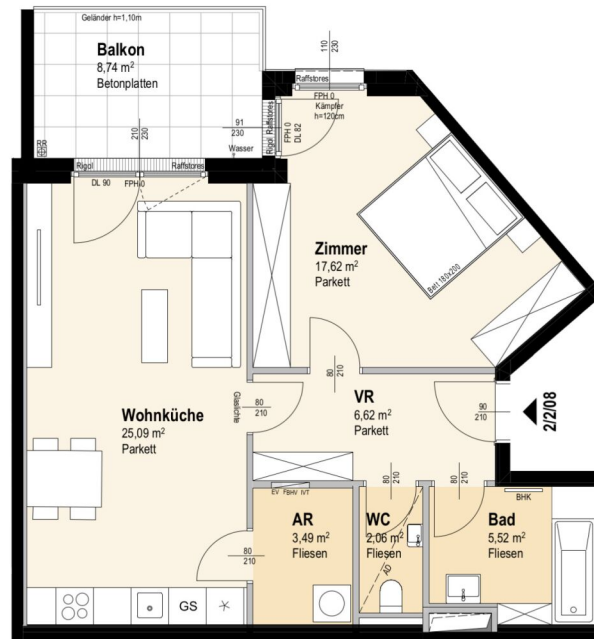 Geländer h=1,10m
Balkon
8,74 m²
Betonplatten
110
230
Raffstores
FPH 0
Kämpfer
h=120cm
91
230
Wasser
Rigol Raffstores
FPH 0
DL 82
210
230
Rigol
Raffstores
DL 90
FPH 0
Zimmer
17,62 m²
Parkett
Bett 180x200
80
210
VR
6,62 m²
Parkett
90
210
2/2/08
Glaslichte
80
210
Wohnküche
25,09 m²
Parkett
80
210
80
210
EV FBHV IVT
BHK
AR
3,49 m²
Fliesen
WC
2,06 m²
Fliesen
AD
Bad
5,52 m²
Fliesen
80
210
GS